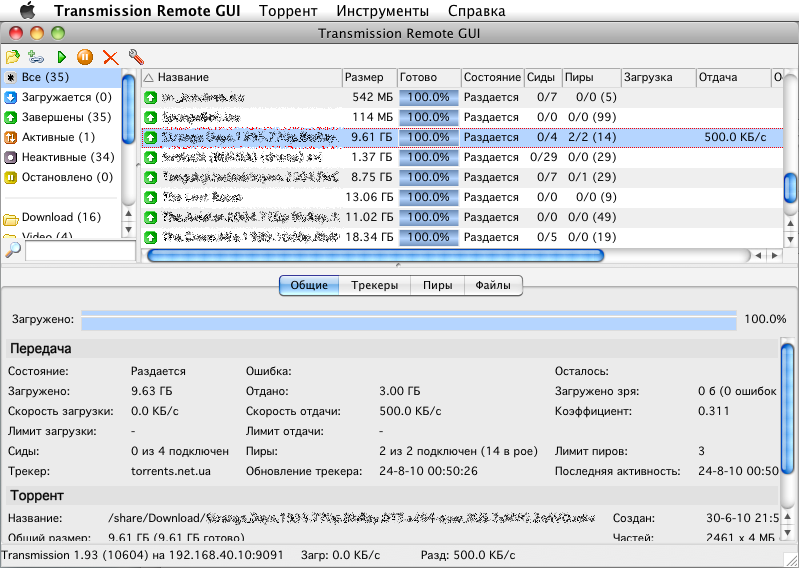 Transmission Remote GUI Торрент Инструменты Справка
Transmission Remote GUI
Все (35)
Загружается (0)
Завершены (35)
Активные (1)
Неактивные (34)
Остановлено (0)
Download (16)
Video (4)
Название Размер Готово Состояние Сиды Пиры Загрузка Отдача О
542 МБ 100.0% Раздается 0/7 0/0 (5)
114 МБ 100.0% Раздается 0/0 0/0 (99)
9.61 ГБ 100.0% Раздается 0/4 2/2 (14) 500.0 КБ/с
1.37 ГБ 100.0% Раздается 0/29 0/0 (29)
8.75 ГБ 100.0% Раздается 0/7 0/1 (29)
13.06 ГБ 100.0% Раздается 0/0 0/0 (9)
11.02 ГБ 100.0% Раздается 0/0 0/0 (49)
18.34 ГБ 100.0% Раздается 0/5 0/0 (19)
Общие Трекеры Пиры Файлы
Загружено: 100.0%
Передача
Состояние: Раздается Ошибка: Осталось:
Загружено: 9.63 ГБ Отдано: 3.00 ГБ Загружено зря: 0 б (0 ошибок
Скорость загрузки: 0.0 КБ/с Скорость отдачи: 500.0 КБ/с Коэффициент: 0.311
Лимит загрузки: - Лимит отдачи: -
Сиды: 0 из 4 подключен Пиры: 2 из 2 подключен (14 в рое) Лимит пиров: 3
Трекер: torrents.net.ua Обновление трекера: 24-8-10 00:50:26 Последняя активность: 24-8-10 00:50
Торрент
Название: /share/Download/ Создан: 30-6-10 21:5
Общий размер: 9.61 ГБ (9.61 ГБ готово) Частей: 2461 x 4 МБ
Transmission 1.93 (10604) на 192.168.40.10:9091 Загр: 0.0 КБ/с Разд: 500.0 КБ/с